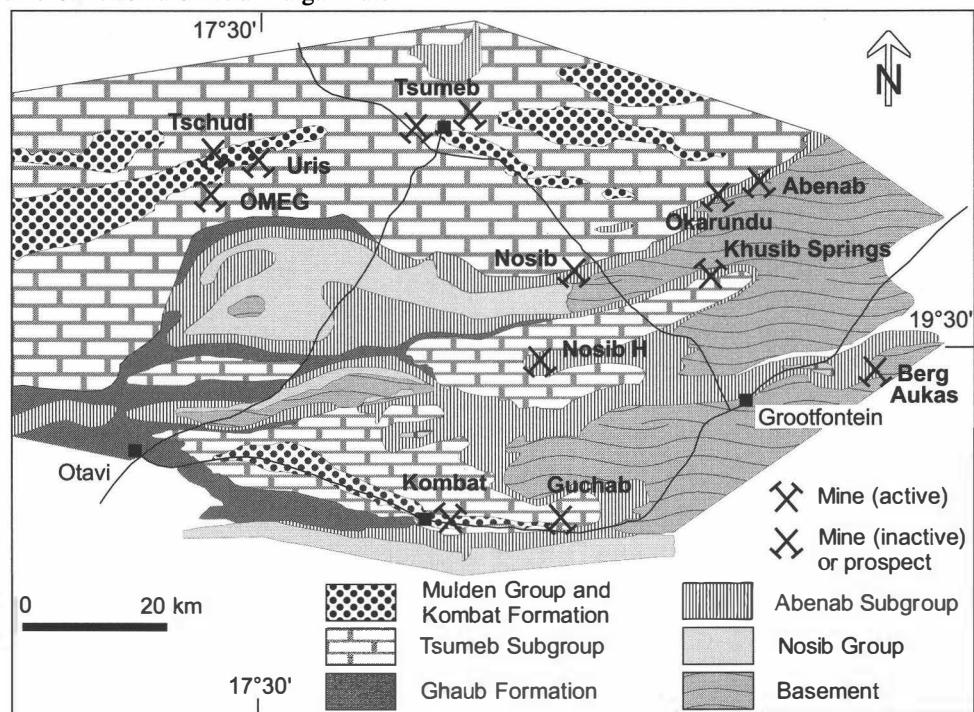 17°30'
N
Tsumeb
Tschudi
Uris
OMEG
Abenab
Okarundu
Khusib Springs
Nosib
19°30'
Nosib H
Berg
Aukas
Grootfontein
Otavi
Kombat
Guchab
Mine (active)
Mine (inactive)
or prospect
0 20 km
Mulden Group and
Kombat Formation
Tsumeb Subgroup
Ghaub Formation
Abenab Subgroup
Nosib Group
Basement
17°30'